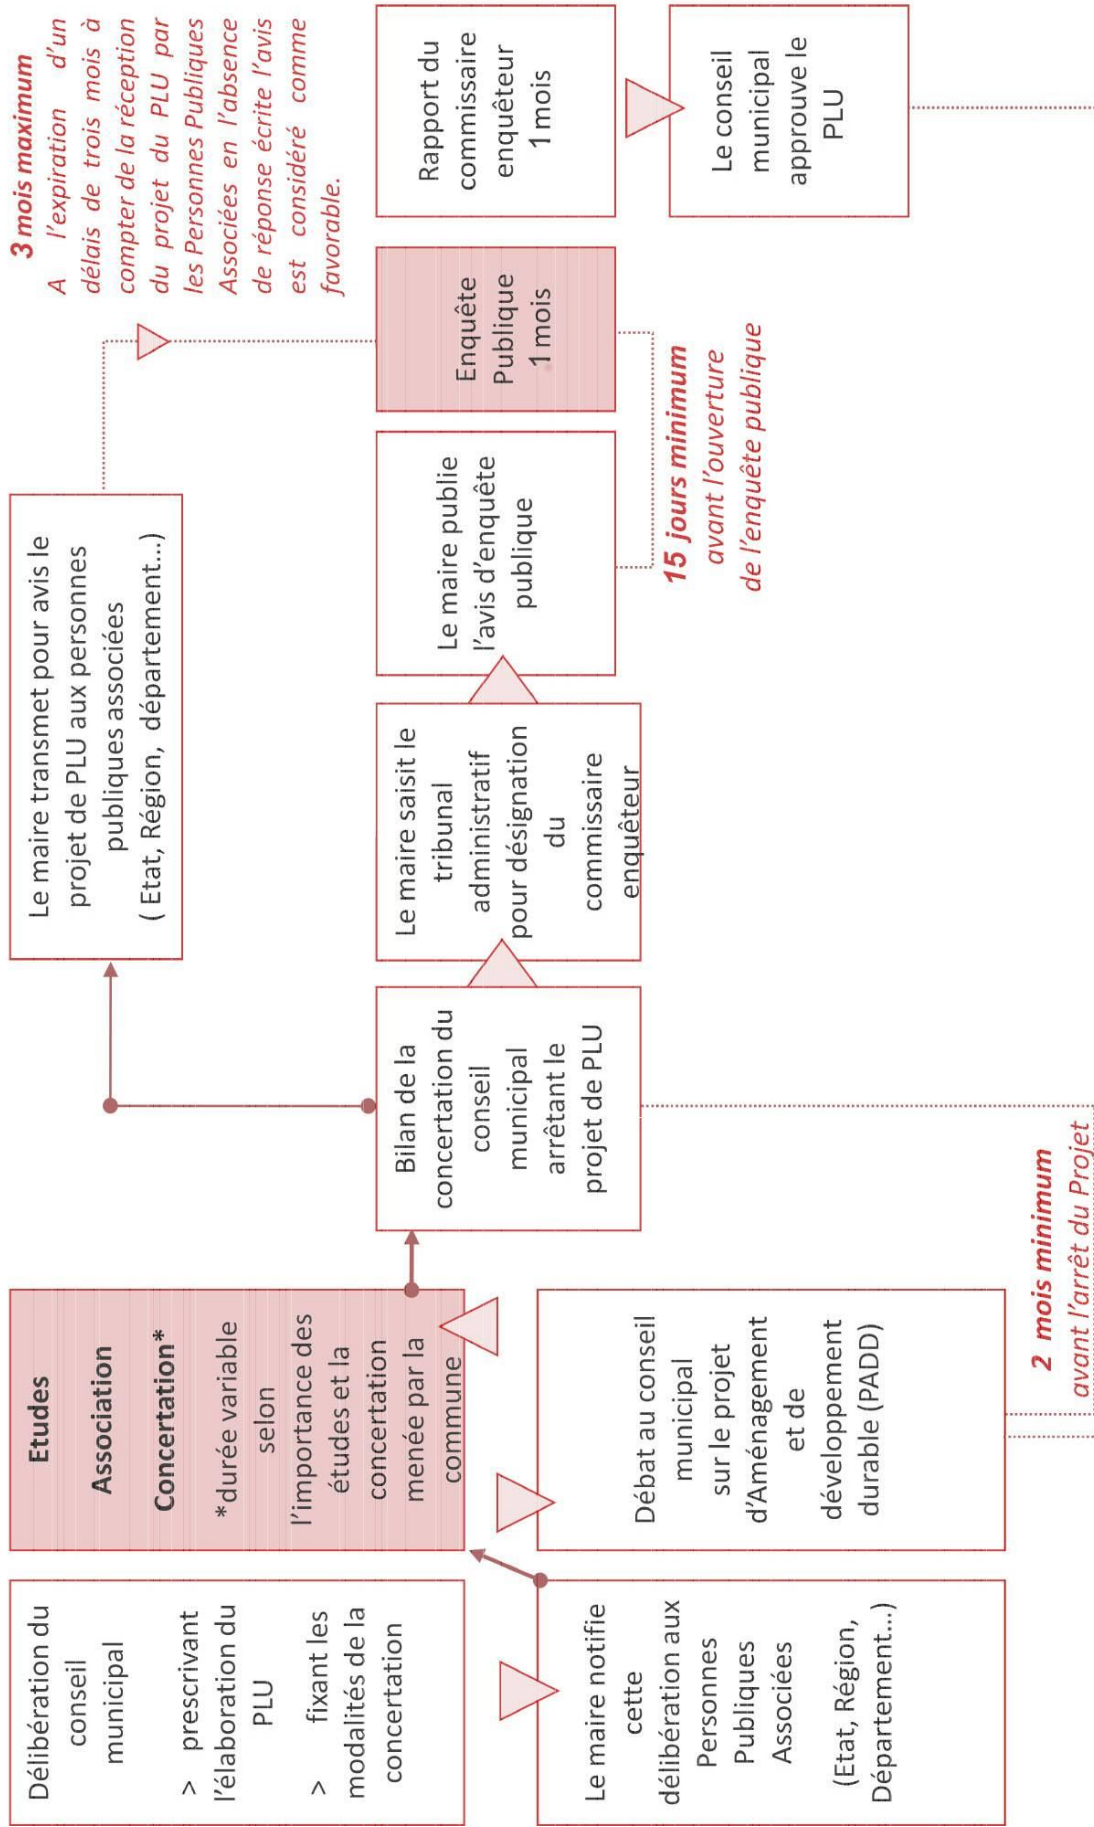 Délibération du
conseil
municipal
> prescrivant
l'élaboration du
PLU
> fixant les
modalités de la
concertation
Le maire notifie
cette
délibération aux
Personnes
Publiques
Associées
(Etat, Région,
Département...)
Etudes
Association
Concertation*
*durée variable
selon
l'importance des
études et la
concertation
menée par la
commune
Débat au conseil
municipal
sur le projet
d'Aménagement
et de
développement
durable (PADD)
2 mois minimum
avant l'arrêt du Projet
Bilan de la
concertation du
conseil
municipal
arrêtant le
projet de PLU
Le maire transmet pour avis le
projet de PLU aux personnes
publiques associées
( Etat, Région, département...)
Le maire saisit le
tribunal
administratif
pour désignation
du
commissaire
enquêteur
Le maire publie
l'avis d'enquête
publique
15 jours minimum
avant l'ouverture
de l'enquête publique
Enquête
Publique
1 mois
3 mois maximum
A l'expiration d'un
délais de trois mois à
compter de la réception
du projet du PLU par
les Personnes Publiques
Associées en l'absence
de réponse écrite l'avis
est considéré comme
favorable.
Rapport du
commissaire
enquêteur
1 mois
Le conseil
municipal
approuve le
PLU